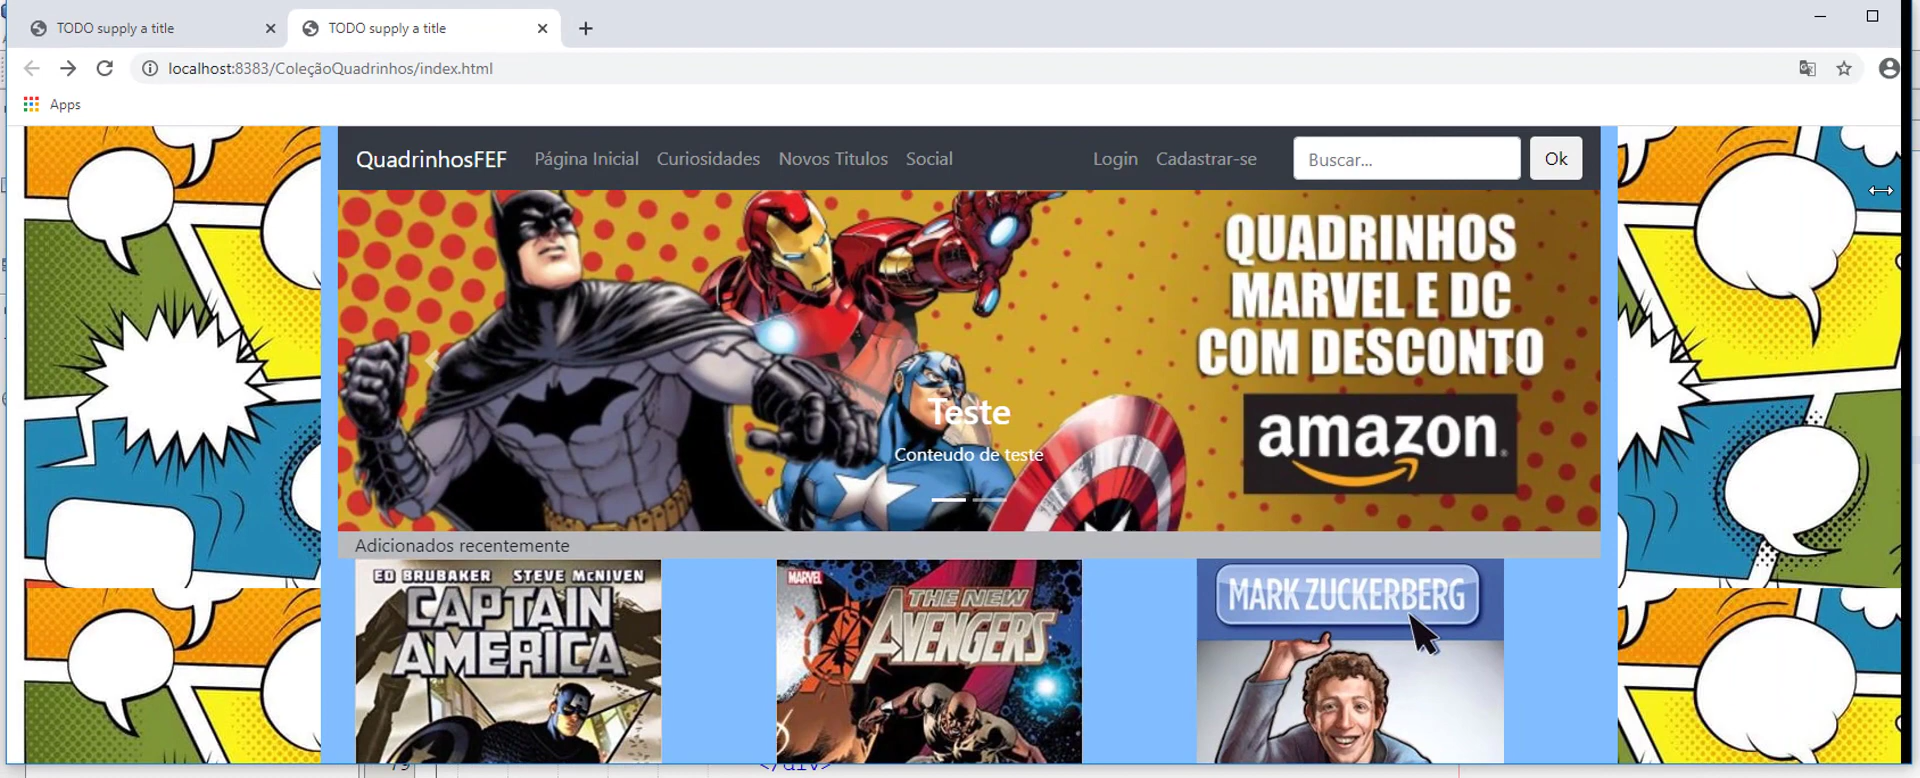 TODO supply a title
TODO supply a title
localhost:8383/ColeçãoQuadrinhos/index.html
Apps
QuadrinhosFEF Página Inicial Curiosidades Novos Titulos Social Login Cadastrar-se Buscar... Ok
QUADRINHOS
MARVEL E DC
COM DESCONTO
amazon
Teste
Conteudo de teste
Adicionados recentemente
ED BRUBAKER STEVE McNIVEN
CAPTAIN
AMERICA
MARVEL
THE NEW
AVENGERS
MARK ZUCKERBERG
79 </div>